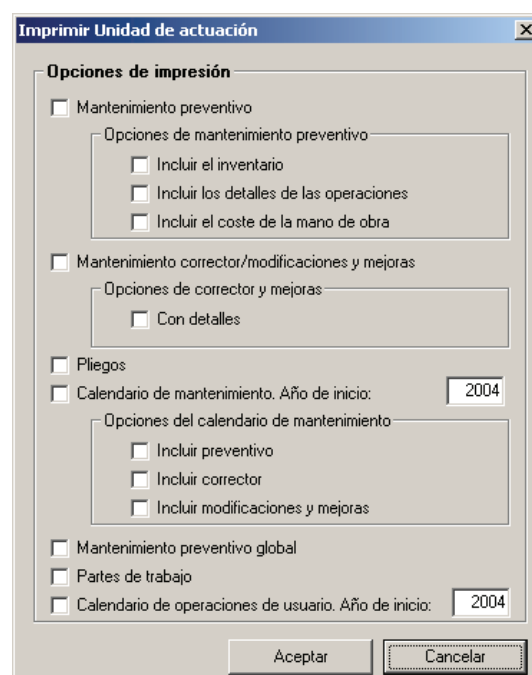 Imprimir Unidad de actuación
Opciones de impresión
Mantenimiento preventivo
Opciones de mantenimiento preventivo
Incluir el inventario
Incluir los detalles de las operaciones
Incluir el coste de la mano de obra
Mantenimiento corrector/modificaciones y mejoras
Opciones de corrector y mejoras
Con detalles
Pliegos
Calendario de mantenimiento. Año de inicio: 2004
Opciones del calendario de mantenimiento
Incluir preventivo
Incluir corrector
Incluir modificaciones y mejoras
Mantenimiento preventivo global
Partes de trabajo
Calendario de operaciones de usuario. Año de inicio: 2004
Aceptar Cancelar